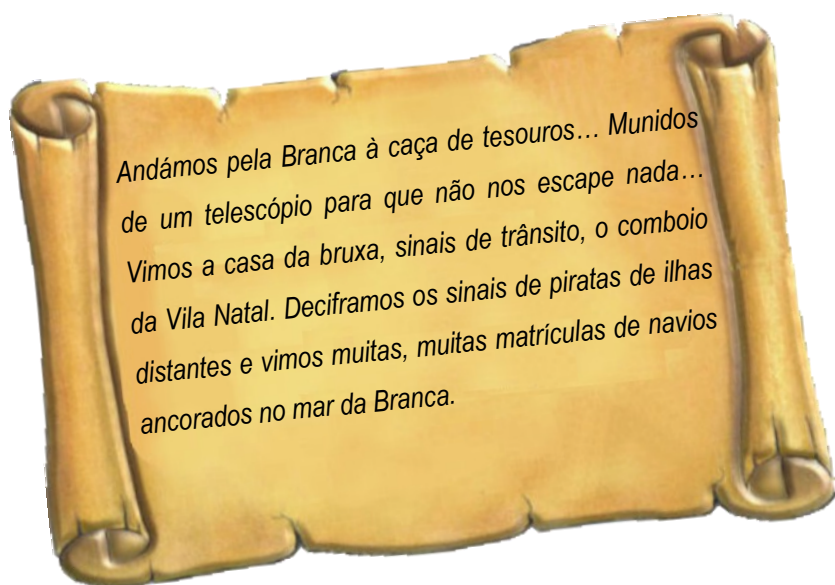 Andámos pela Branca à caça de tesouros… Munidos
de um telescópio para que não nos escape nada…
Vimos a casa da bruxa, sinais de trânsito, o comboio
da Vila Natal. Deciframos os sinais de piratas de ilhas
distantes e vimos muitas, muitas matrículas de navios
ancorados no mar da Branca.